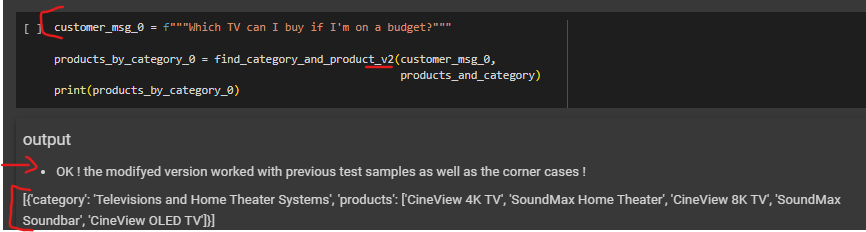 [ ] customer_msg_0 = f"""Which TV can I buy if I'm on a budget?"""
products_by_category_0 = find_category_and_product_v2(customer_msg_0,
products_and_category)
print(products_by_category_0)
output
• OK ! the modifyed version worked with previous test samples as well as the corner cases !
[{'category': 'Televisions and Home Theater Systems', 'products': ['CineView 4K TV', 'SoundMax Home Theater', 'CineView 8K TV', 'SoundMax
Soundbar', 'CineView OLED TV']}]